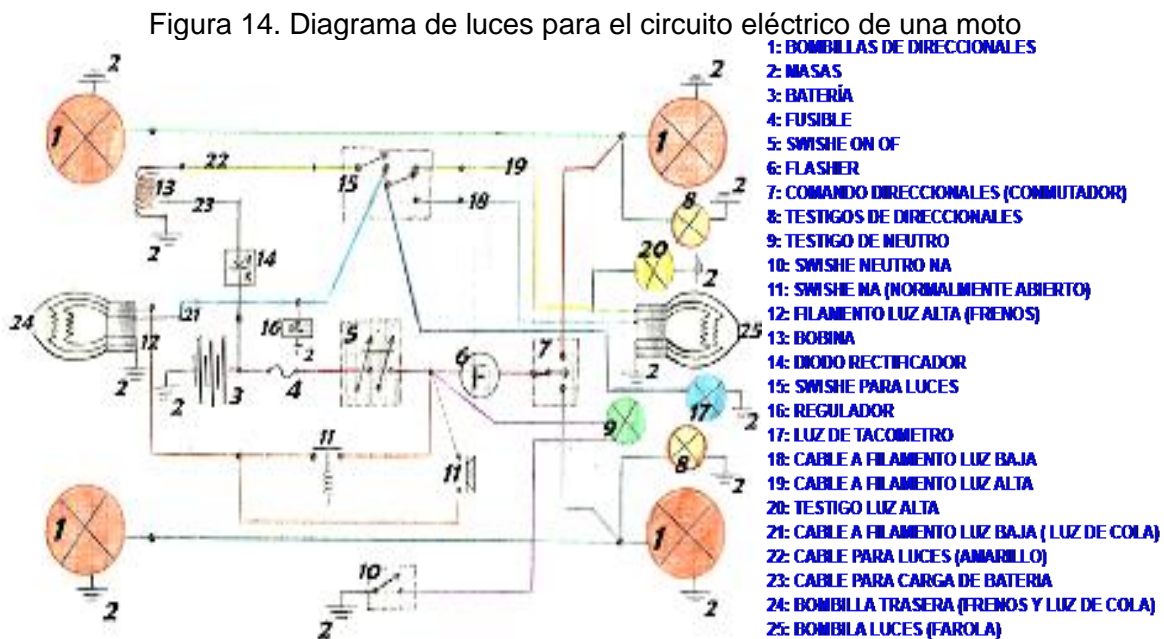 Figura 14. Diagrama de luces para el circuito eléctrico de una moto
1: BOMBILLAS DE DIRECCIONALES
2: MASAS
3: BATERÍA
4: FUSIBLE
5: SWISHE ON OF
6: FLASHER
7: COMANDO DIRECCIONALES (CONMUTADOR)
8: TESTIGOS DE DIRECCIONALES
9: TESTIGO DE NEUTRO
10: SWISHE NEUTRO NA
11: SWISHE NA (NORMALMENTE ABIERTO)
12: FILAMENTO LUZ ALTA (FRENOS)
13: BOBINA
14: DIODO RECTIFICADOR
15: SWISHE PARA LUCES
16: REGULADOR
17: LUZ DE TACOMETRO
18: CABLE A FILAMENTO LUZ BAJA
19: CABLE A FILAMENTO LUZ ALTA
20: TESTIGO LUZ ALTA
21: CABLE A FILAMENTO LUZ BAJA ( LUZ DE COLA)
22: CABLE PARA LUCES (AMARILLO)
23: CABLE PARA CARGA DE BATERIA
24: BOMBILLA TRASERA (FRENOS Y LUZ DE COLA)
25: BOMBILA LUCES (FAROLA)
2
2
1
1
22
15
19
13
23
18
8
2
2
14
20
2
24
21
12
16
2
5
6
F
7
25
2
2
3
4
2
17
9
2
11
11
8
2
1
1
10
2
2
2